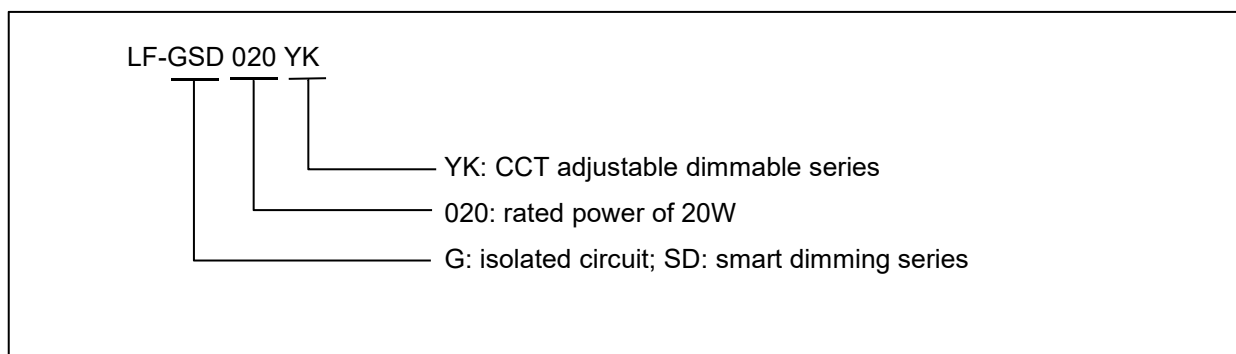 LF-GSD 020 YK
YK: CCT adjustable dimmable series
020: rated power of 20W
G: isolated circuit; SD: smart dimming series